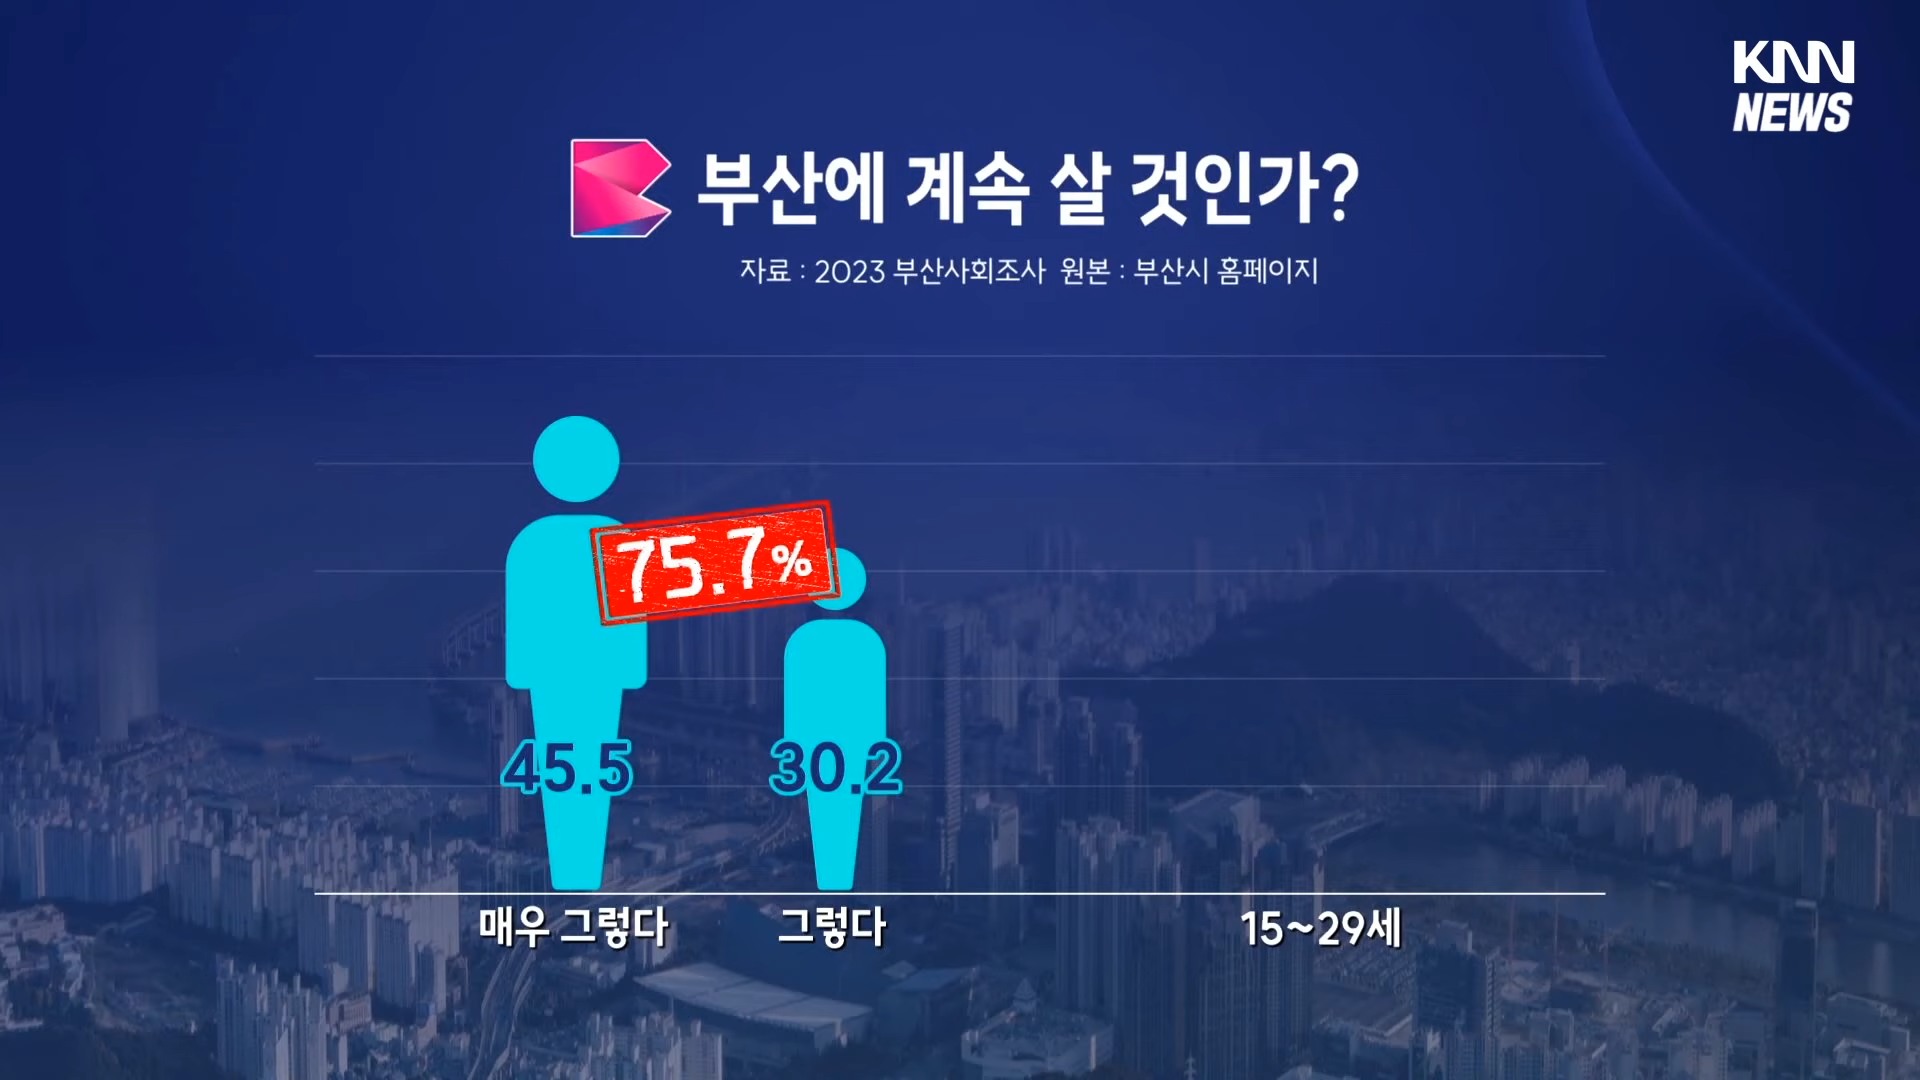 KNN
NEWS
부산에 계속 살 것인가?
자료 : 2023 부산사회조사 원본 : 부산시 홈페이지
75.7%
45.5
30.2
매우 그렇다
그렇다
15~29세